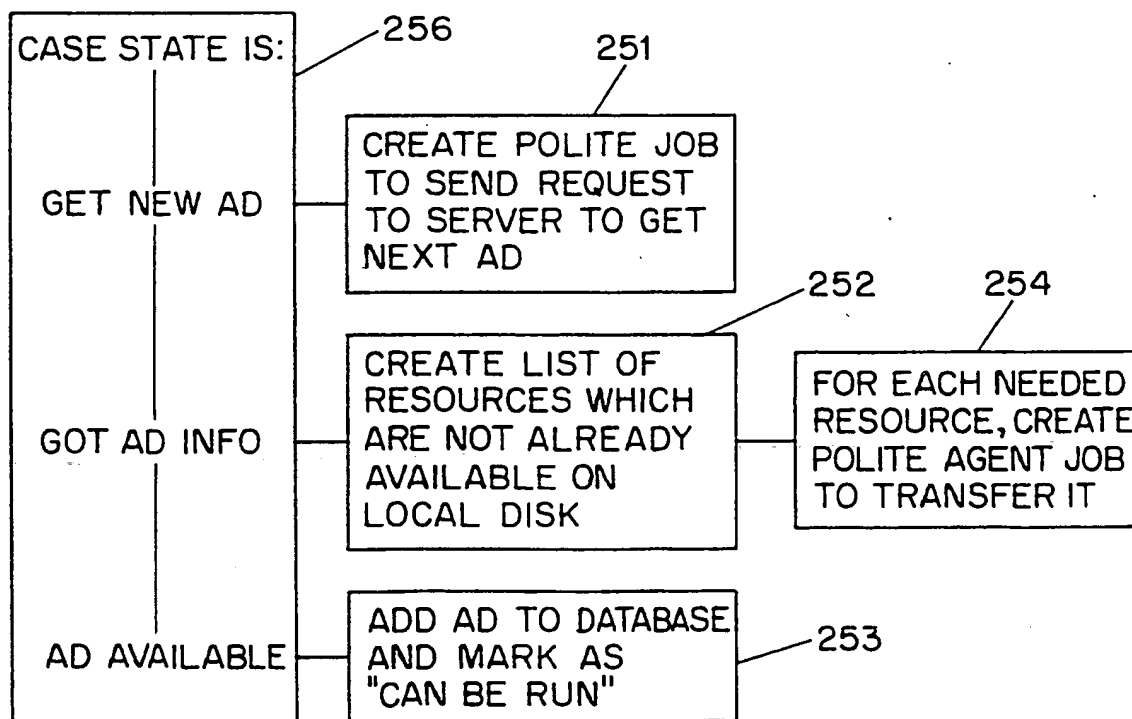 CASE STATE IS:
256
251
GET NEW AD
CREATE POLITE JOB
TO SEND REQUEST
TO SERVER TO GET
NEXT AD
252
254
GOT AD INFO
CREATE LIST OF
RESOURCES WHICH
ARE NOT ALREADY
AVAILABLE ON
LOCAL DISK
FOR EACH NEEDED
RESOURCE, CREATE
POLITE AGENT JOB
TO TRANSFER IT
AD AVAILABLE
ADD AD TO DATABASE
AND MARK AS
"CAN BE RUN"
253